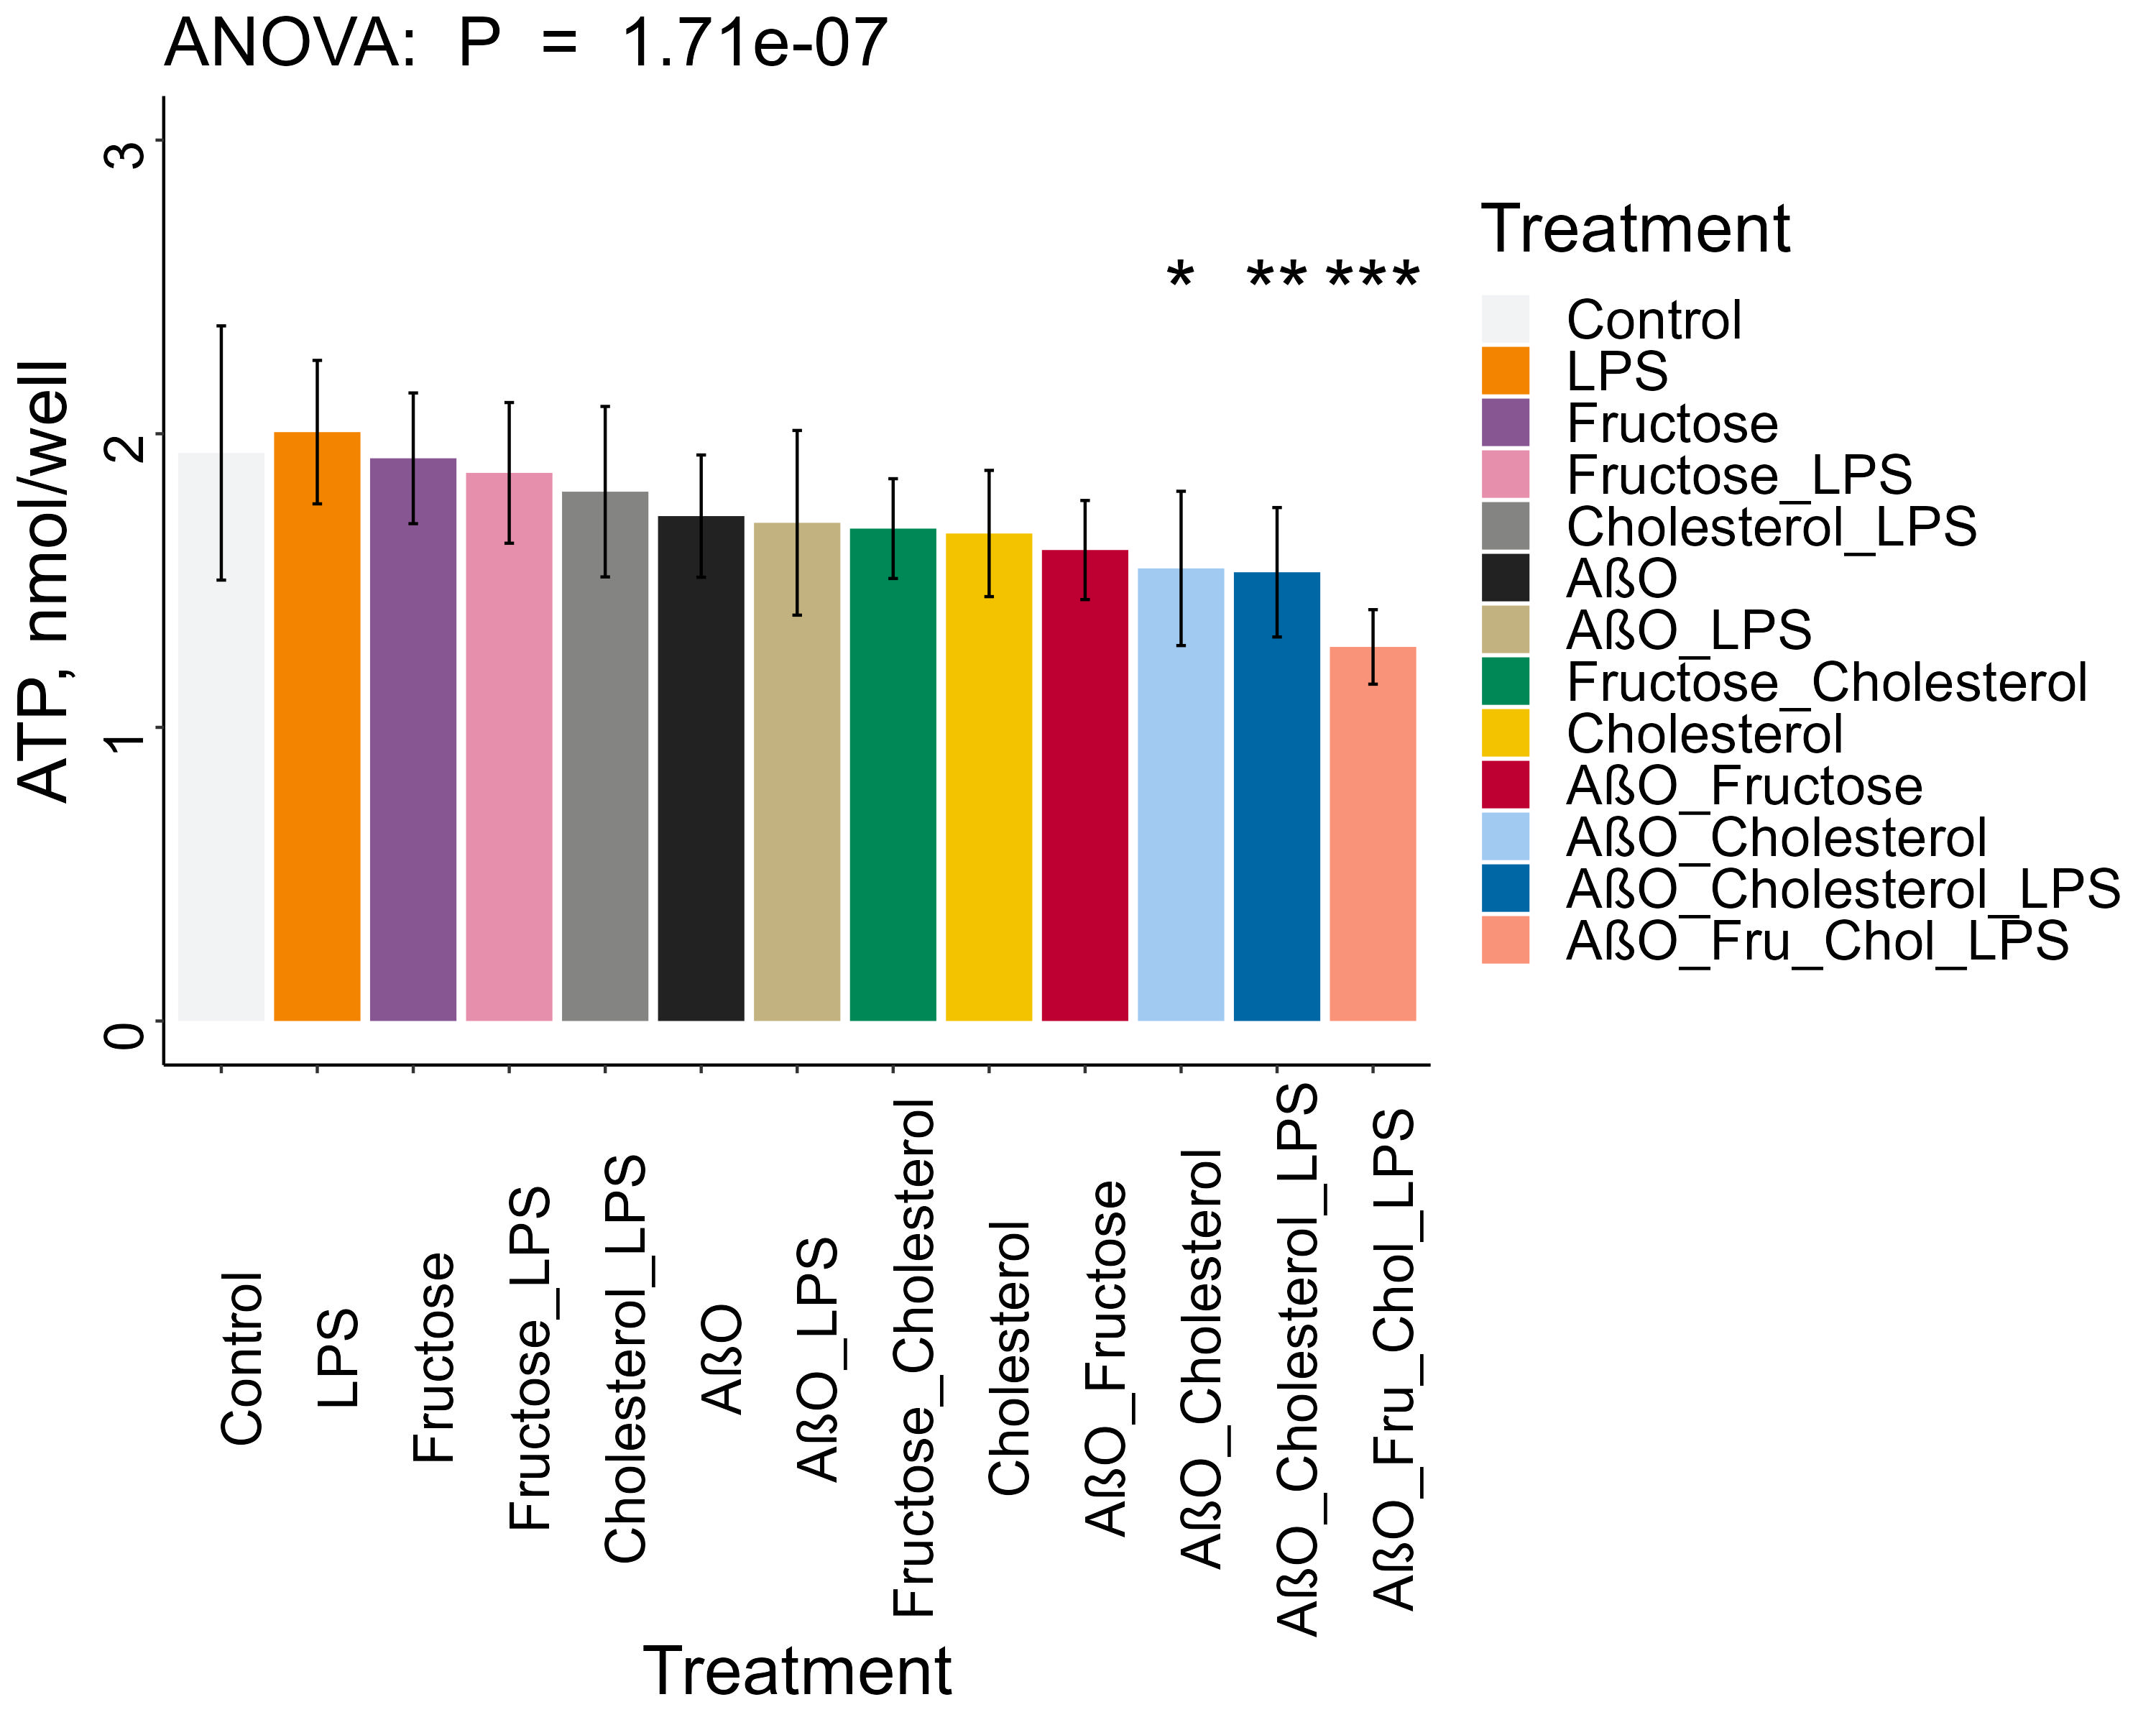 ANOVA: P = 1.71e-07
ATP, nmol/well
3
2
1
0
* ** ***
Control
LPS
Fructose
Fructose_LPS
Cholesterol_LPS
AßO
AßO_LPS
Fructose_Cholesterol
Cholesterol
AßO_Fructose
AßO_Cholesterol
AßO_Cholesterol_LPS
AßO_Fru_Chol_LPS
Treatment
Treatment
Control
LPS
Fructose
Fructose_LPS
Cholesterol_LPS
AßO
AßO_LPS
Fructose_Cholesterol
Cholesterol
AßO_Fructose
AßO_Cholesterol
AßO_Cholesterol_LPS
AßO_Fru_Chol_LPS